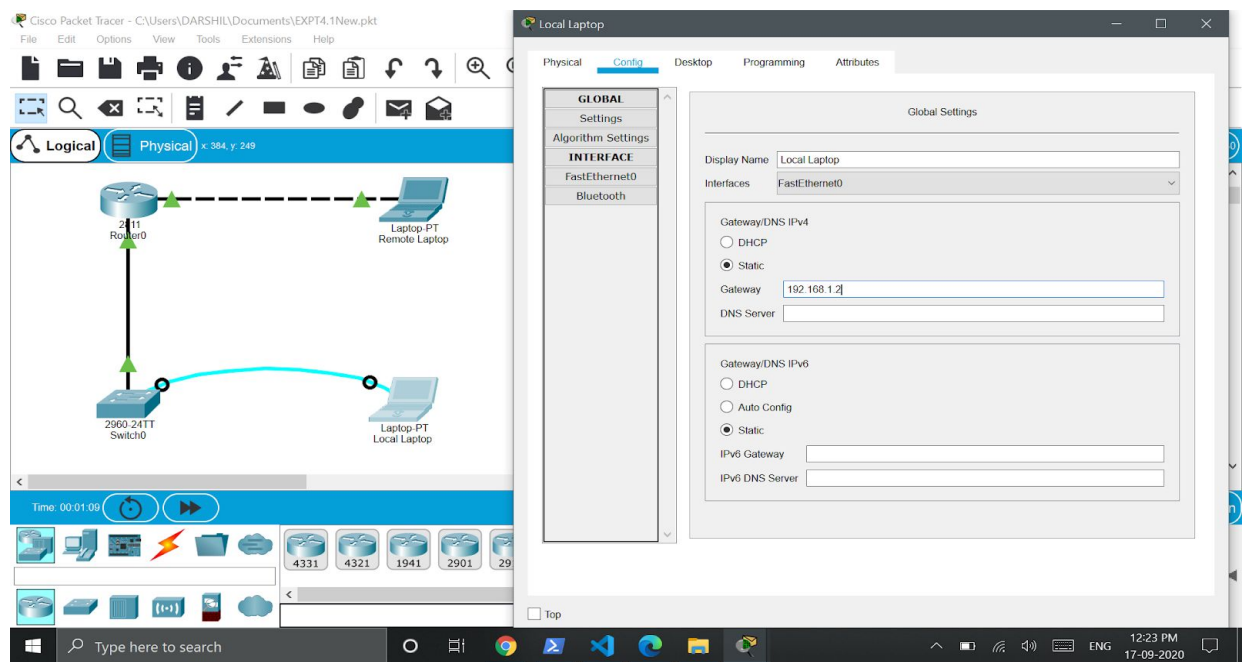 Cisco Packet Tracer - C:\Users\DARSHIL\Documents\EXPT4.1New.pkt
File Edit Options View Tools Extensions Help
Logical Physical x: 384, y: 249
2811
Router0
Laptop-PT
Remote Laptop
2960-24TT
Switch0
Laptop-PT
Local Laptop
Time: 00:01:09
4331 4321 1941 2901 29
Local Laptop
Physical Config Desktop Programming Attributes
GLOBAL
Settings
Algorithm Settings
INTERFACE
FastEthernet0
Bluetooth
Global Settings
Display Name Local Laptop
Interfaces FastEthernet0
Gateway/DNS IPv4
DHCP
Static
Gateway 192.168.1.2
DNS Server
Gateway/DNS IPv6
DHCP
Auto Config
Static
IPv6 Gateway
IPv6 DNS Server
Top
Type here to search
ENG
12:23 PM
17-09-2020